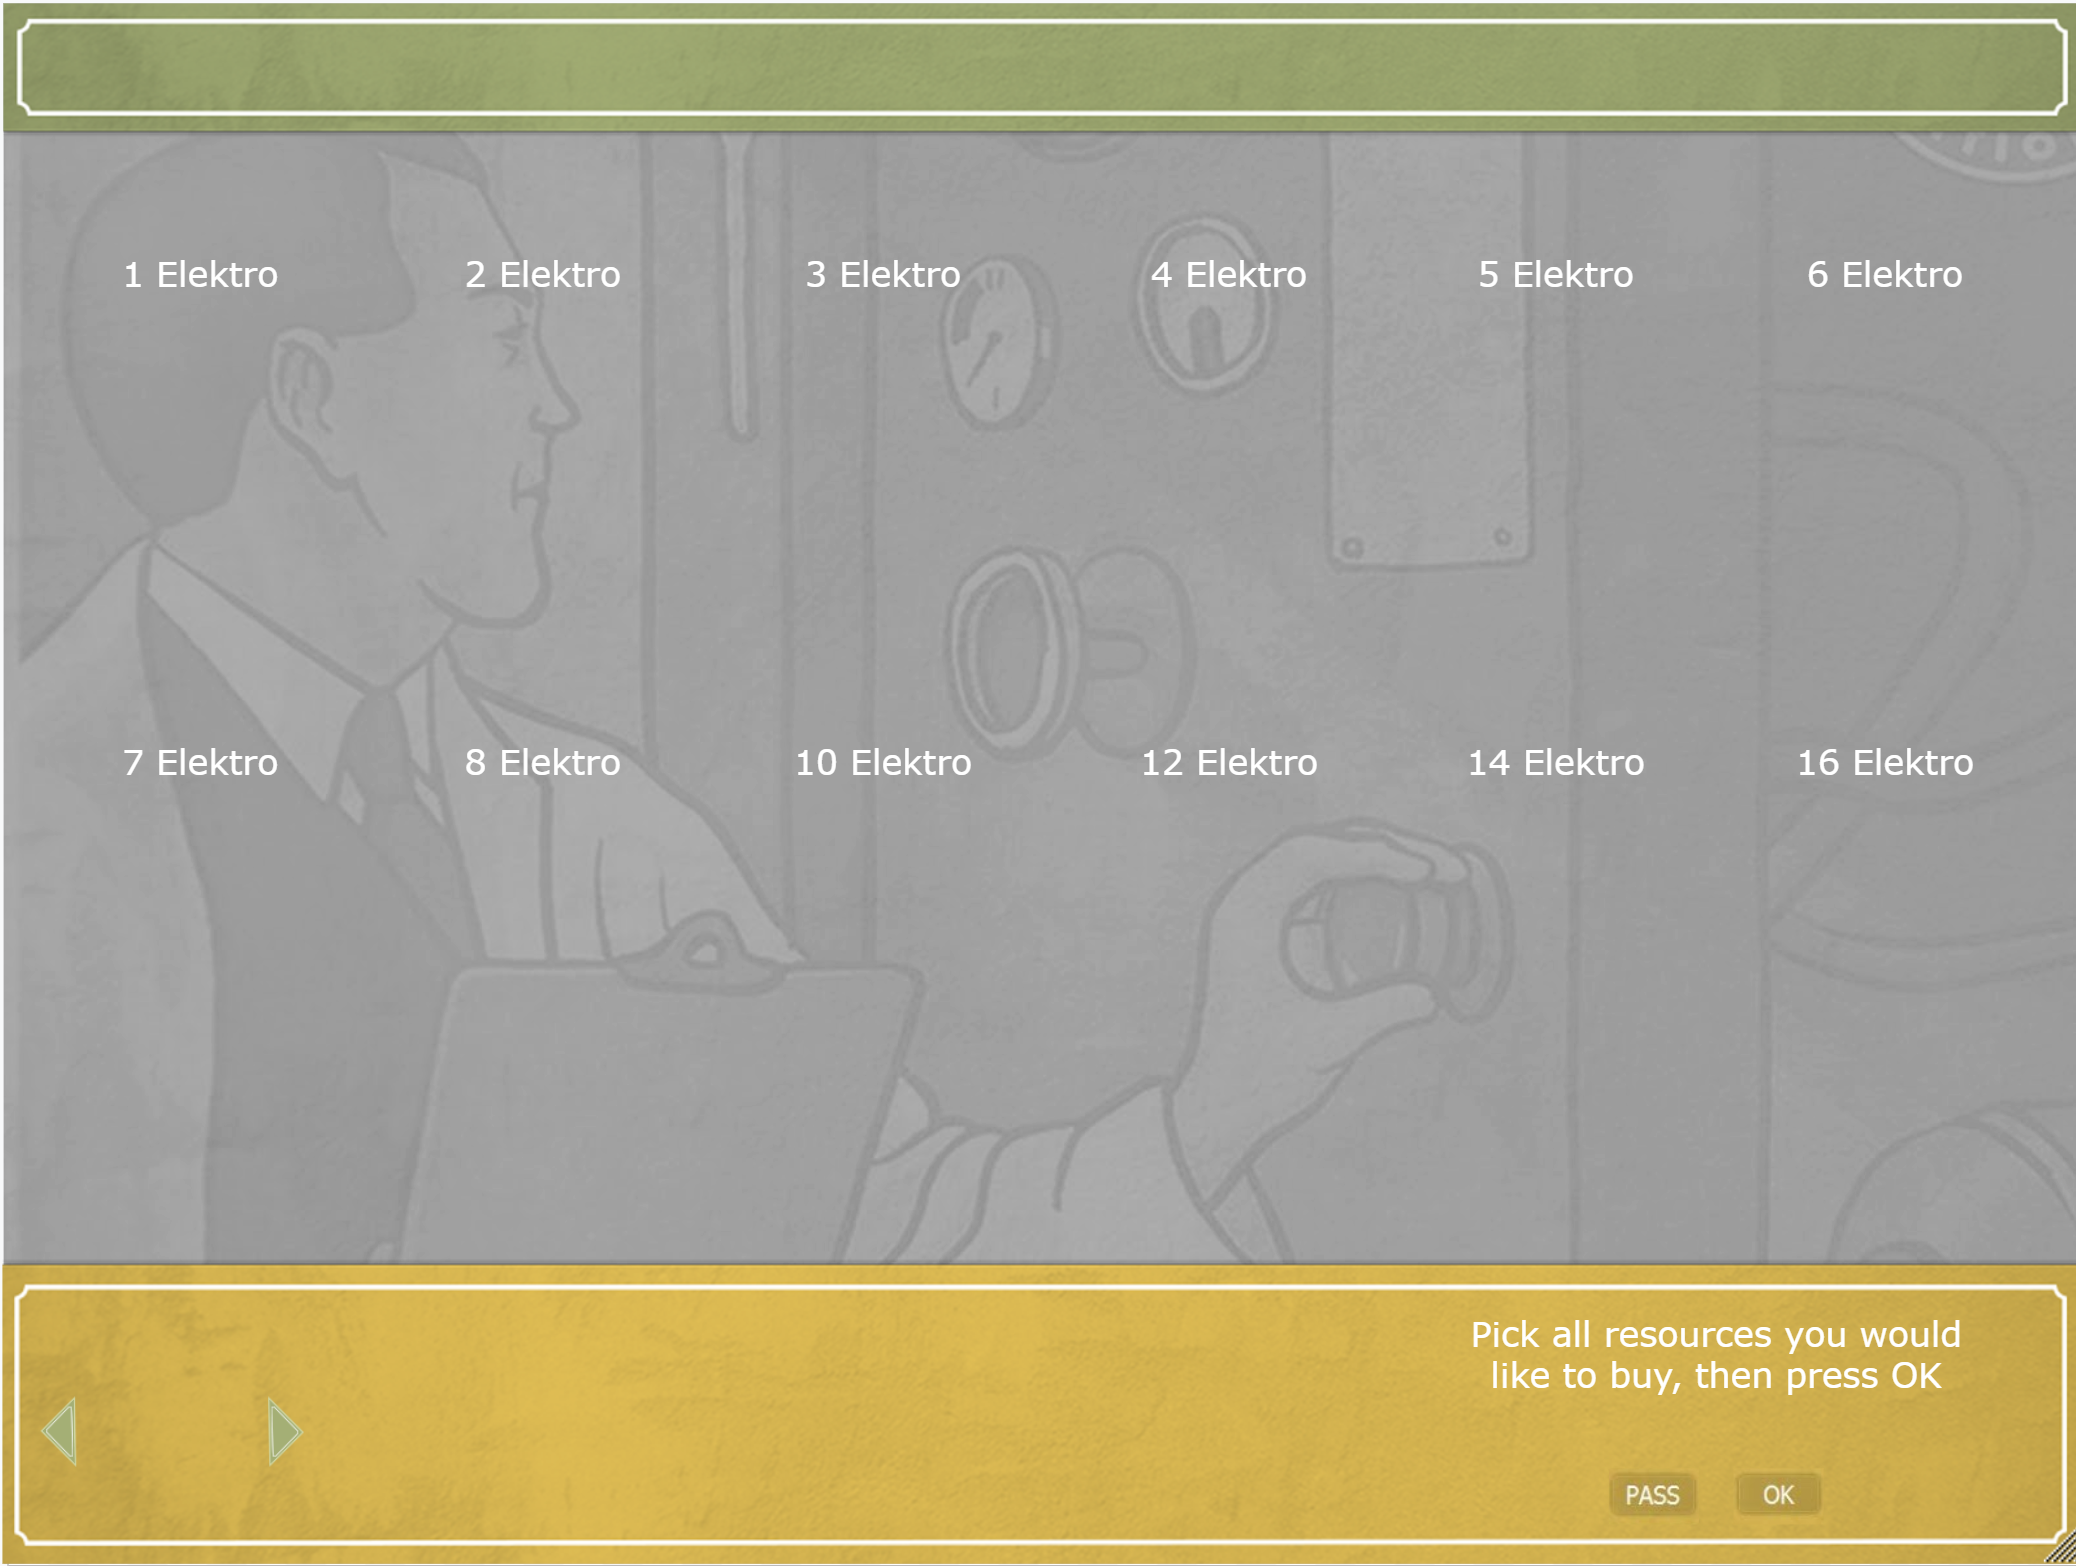 1 Elektro 2 Elektro 3 Elektro 4 Elektro 5 Elektro 6 Elektro
7 Elektro 8 Elektro 10 Elektro 12 Elektro 14 Elektro 16 Elektro
Pick all resources you would
like to buy, then press OK
PASS OK